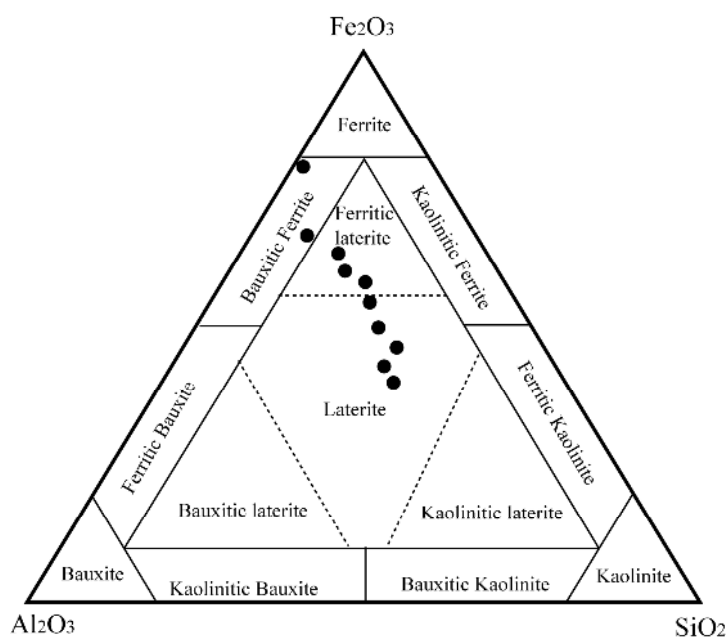 Fe₂O₃
Ferrite
Bauxitic Ferrite
Ferritic
laterite
Kaolinitic Ferrite
Ferritic Bauxite
Laterite
Ferritic Kaolinite
Bauxitic laterite
Kaolinitic laterite
Bauxite
Kaolinitic Bauxite
Bauxitic Kaolinite
Kaolinite
Al₂O₃
SiO₂